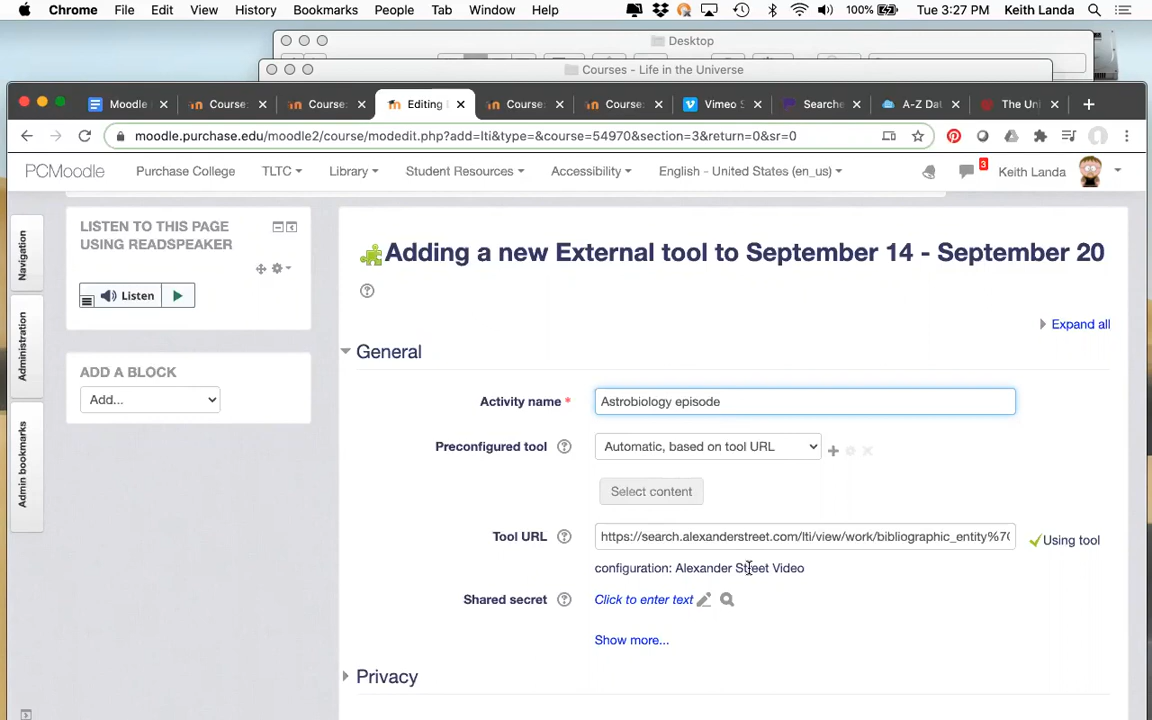 Chrome File Edit View History Bookmarks People Tab Window Help 100% Tue 3:27 PM Keith Landa
Desktop
Courses - Life in the Universe
Moodle Course: Course: Editing Course: Course: Vimeo S Searche A-Z Dat The Uni
moodle.purchase.edu/moodle2/course/modedit.php?add=lti&type=&course=54970&section=3&return=0&sr=0
PCMoodle Purchase College TLTC Library Student Resources Accessibility English - United States (en_us) 3 Keith Landa
Navigation
Administration
Admin bookmarks
LISTEN TO THIS PAGE
USING READSPEAKER
Listen
ADD A BLOCK
Add...
Adding a new External tool to September 14 - September 20
Expand all
General
Activity name * Astrobiology episode
Preconfigured tool Automatic, based on tool URL
Select content
Tool URL https://search.alexanderstreet.com/lti/view/work/bibliographic_entity%7C Using tool
configuration: Alexander Street Video
Shared secret Click to enter text
Show more...
Privacy